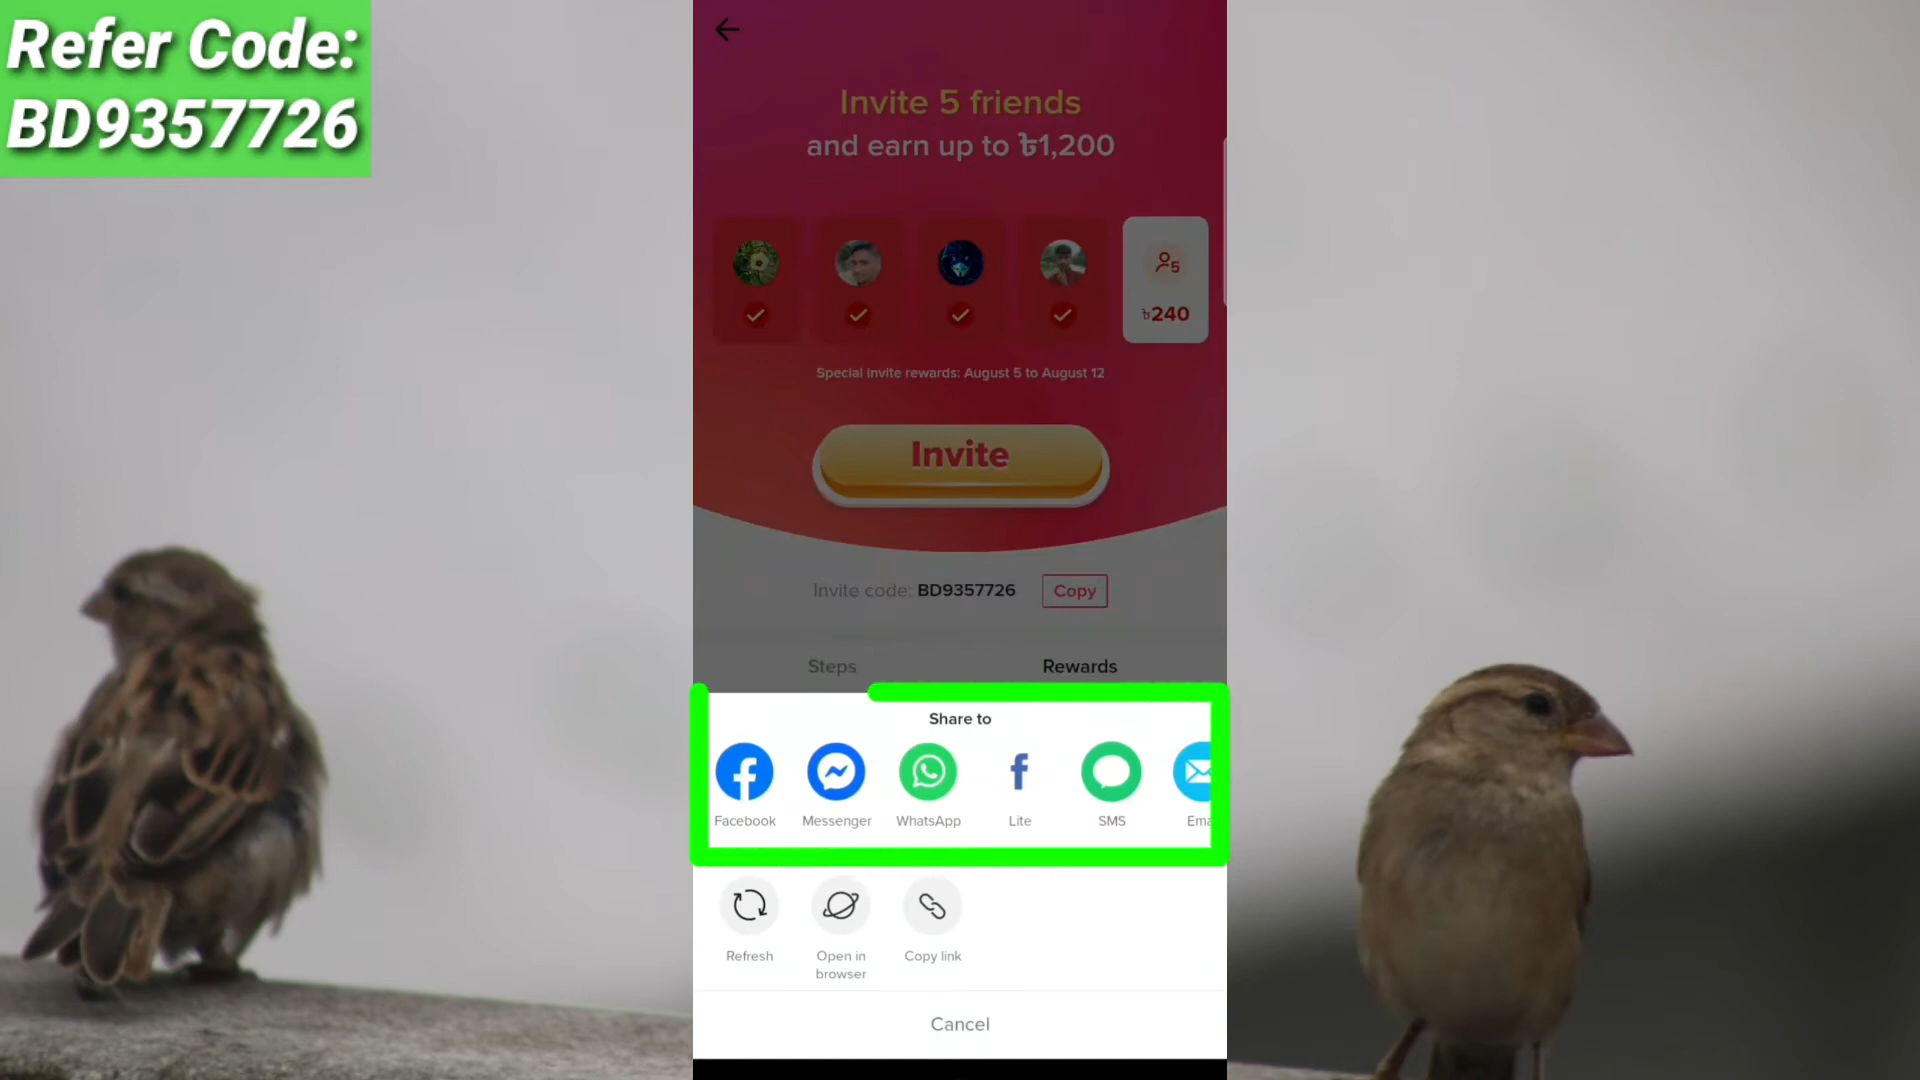 Refer Code:
BD9357726
Invite 5 friends
and earn up to ৳1,200
5
৳240
Special invite rewards: August 5 to August 12
Invite
Invite code: BD9357726
Copy
Steps
Rewards
Share to
Facebook
Messenger
WhatsApp
Lite
SMS
Ema
Refresh
Open in
browser
Copy link
Cancel